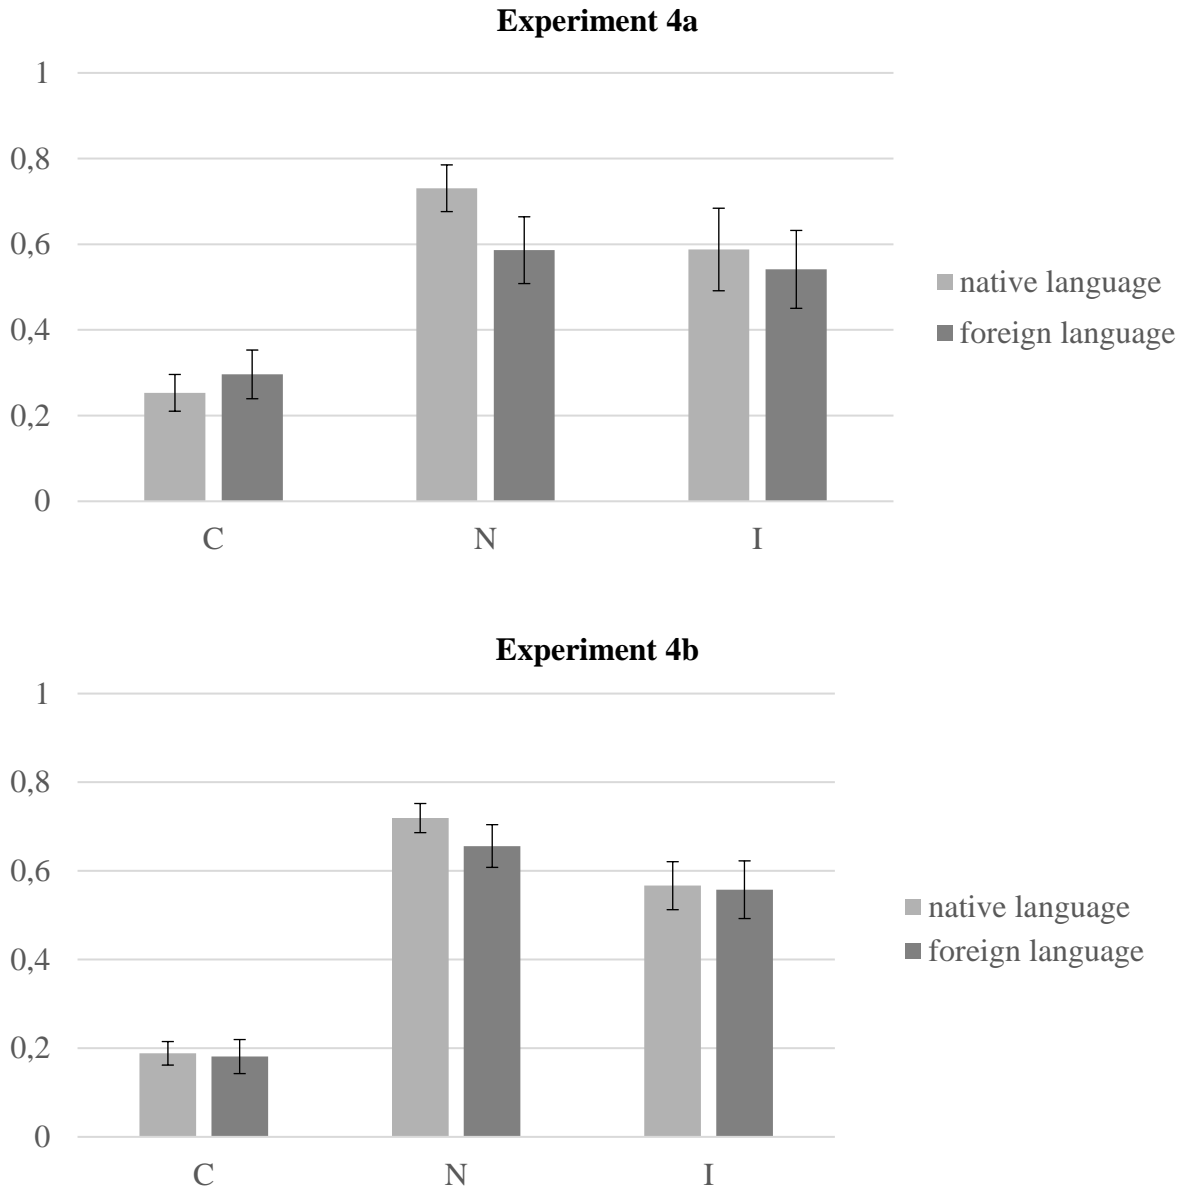 Experiment 4a
1
0,8
0,6
0,4
0,2
0
C N I
native language
foreign language
Experiment 4b
1
0,8
0,6
0,4
0,2
0
C N I
native language
foreign language